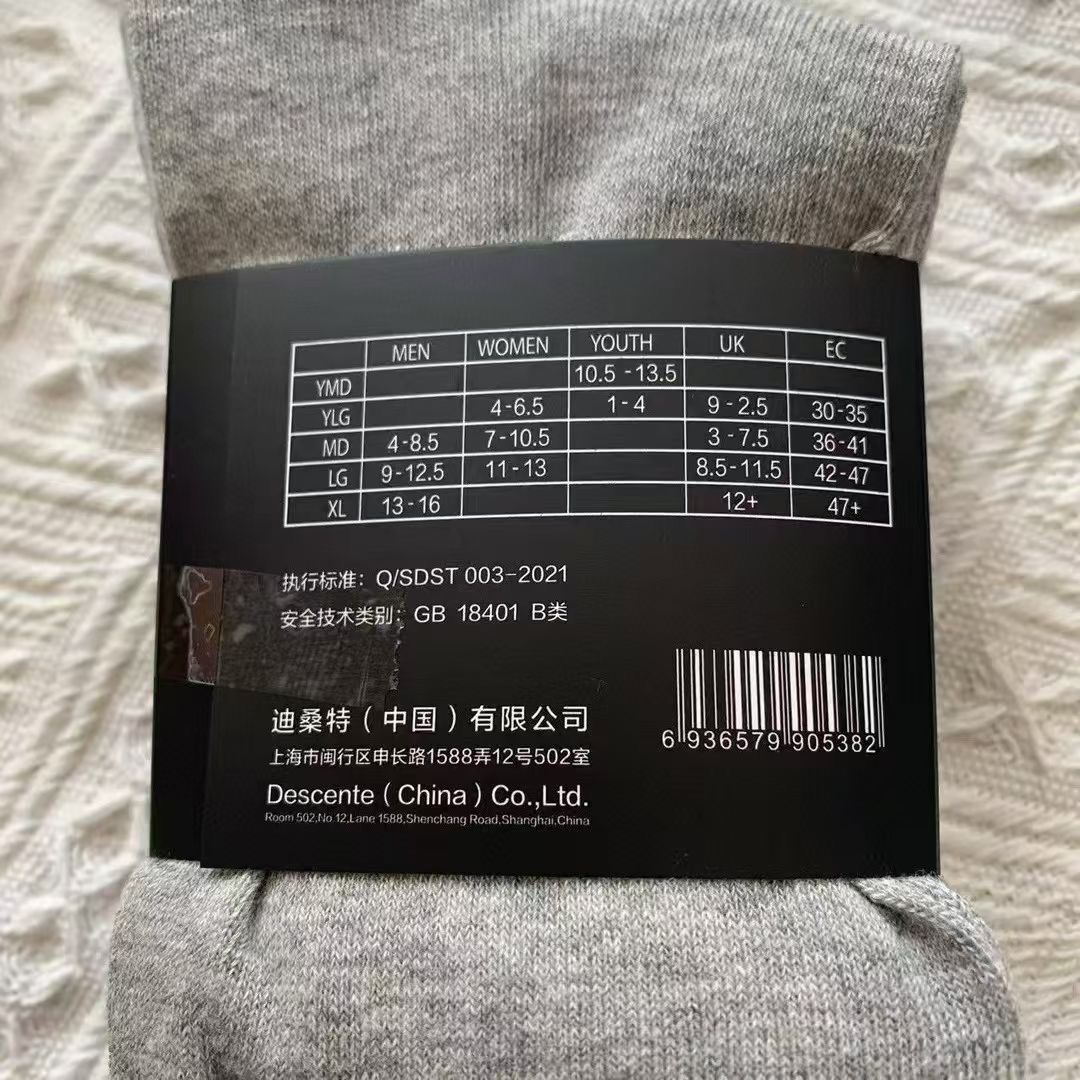 MEN WOMEN YOUTH UK EC
YMD 10.5 -13.5
YLG 4-6.5 1-4 9-2.5 30-35
MD 4-8.5 7-10.5 3-7.5 36-41
LG 9-12.5 11-13 8.5-11.5 42-47
XL 13-16 12+ 47+
执行标准：Q/SDST 003-2021
安全技术类别：GB 18401 B类
迪桑特（中国）有限公司
上海市闽行区申长路1588弄12号502室
Descente (China) Co.,Ltd.
Room 502,No.12,Lane 1588,Shenchang Road,Shanghai,China
6 936579 905382